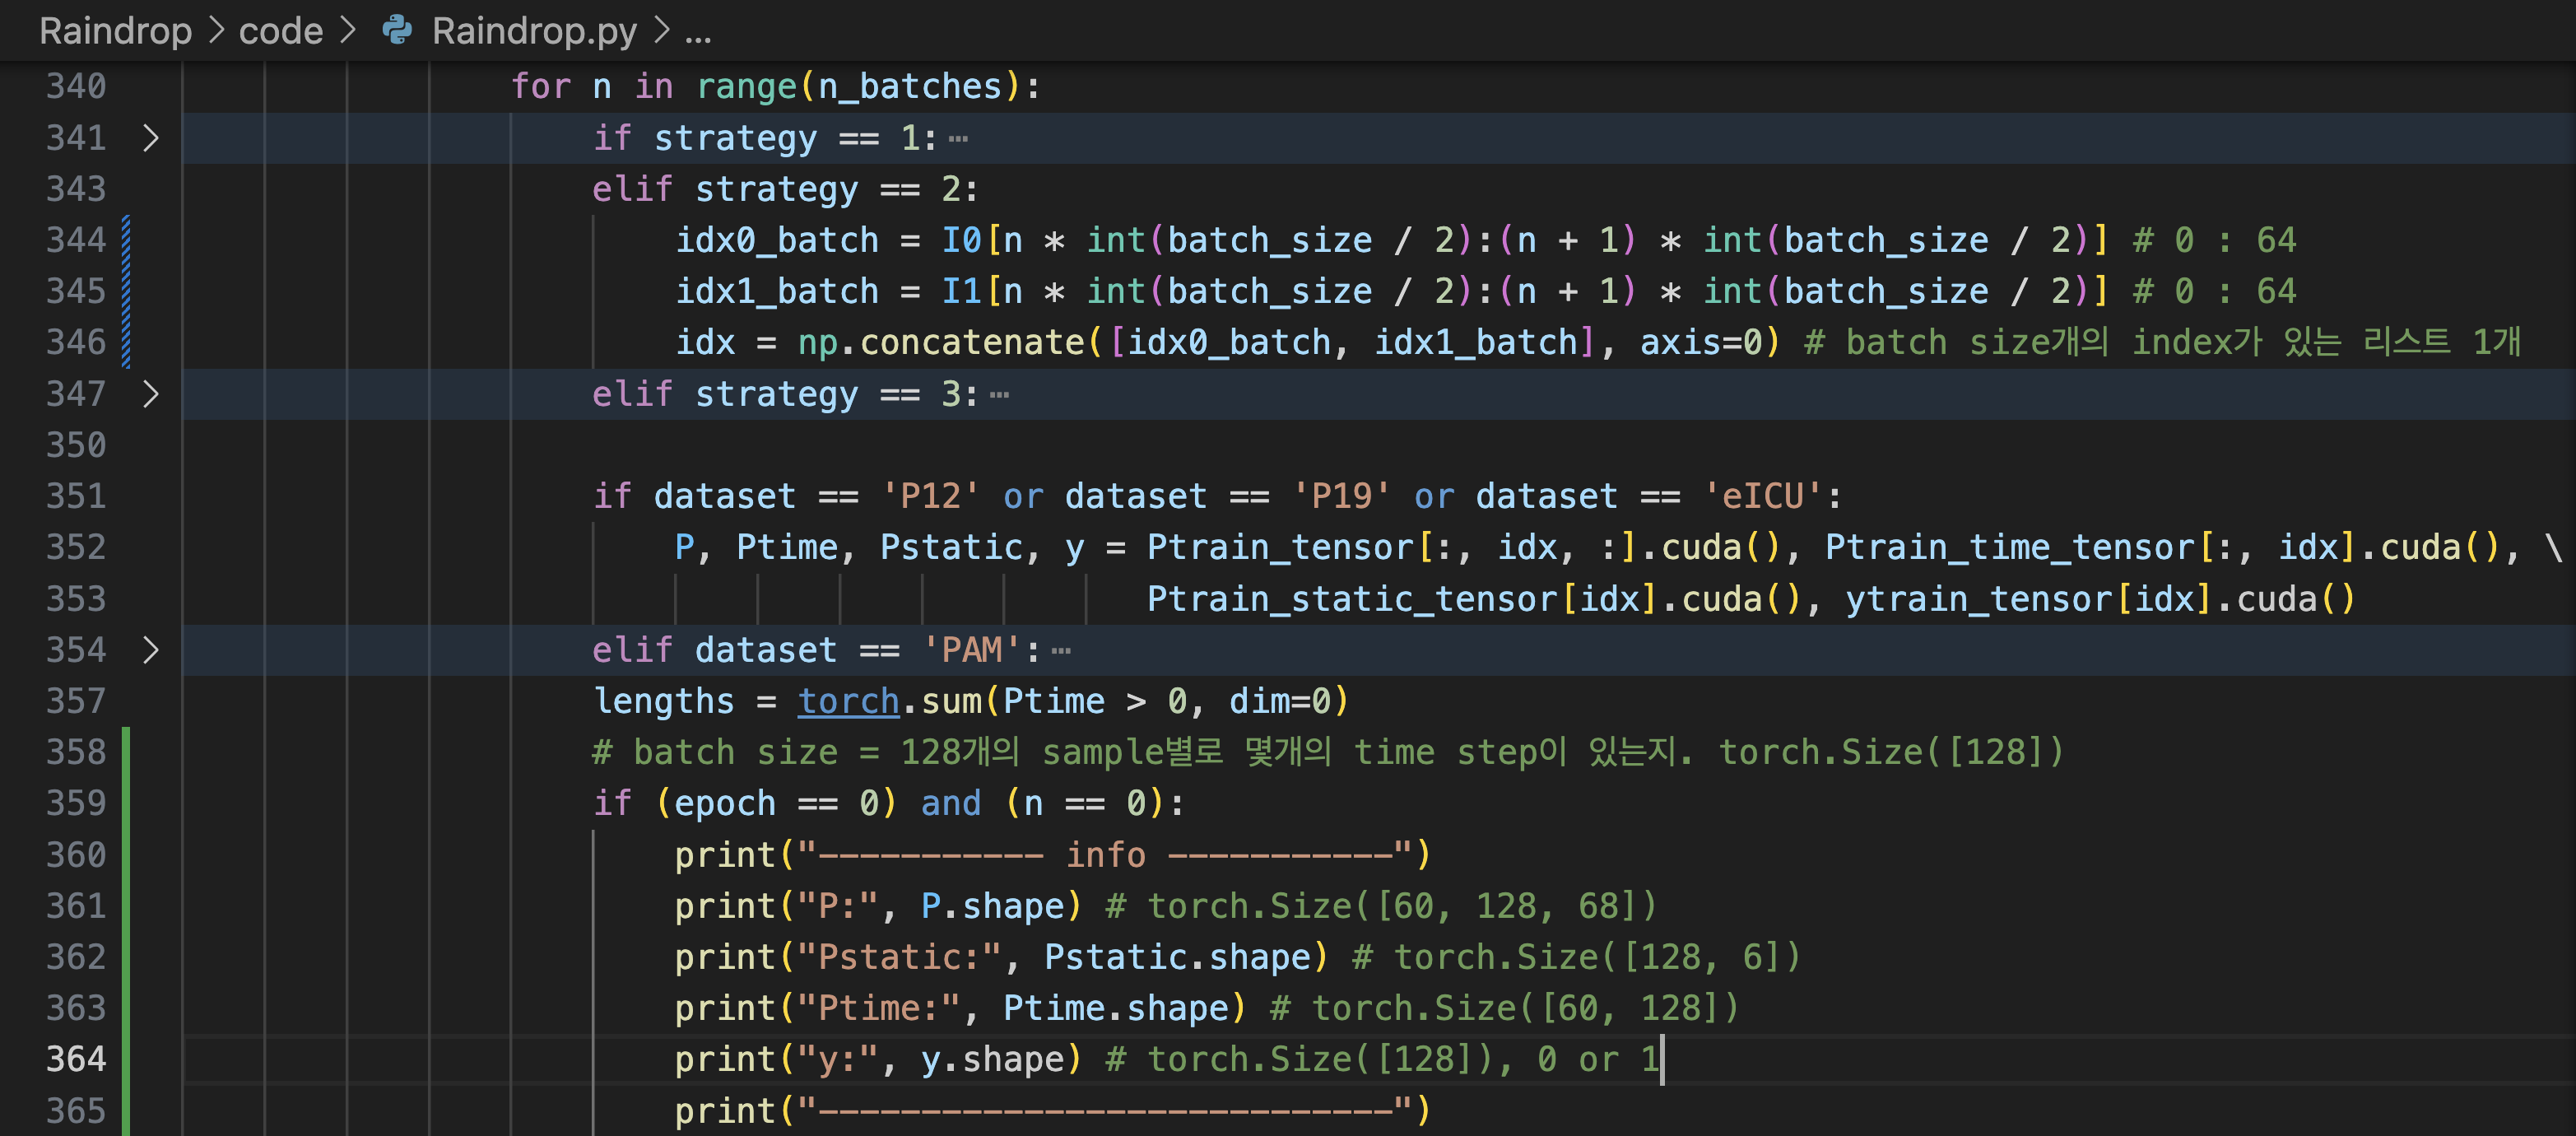 Raindrop > code > Raindrop.py > ...
340 for n in range(n_batches):
341 > if strategy == 1: ⋯
343 elif strategy == 2:
344 idx0_batch = I0[n * int(batch_size / 2):(n + 1) * int(batch_size / 2)] # 0 : 64
345 idx1_batch = I1[n * int(batch_size / 2):(n + 1) * int(batch_size / 2)] # 0 : 64
346 idx = np.concatenate([idx0_batch, idx1_batch], axis=0) # batch size개의 index가 있는 리스트 1개
347 > elif strategy == 3: ⋯
350
351 if dataset == 'P12' or dataset == 'P19' or dataset == 'eICU':
352 P, Ptime, Pstatic, y = Ptrain_tensor[:, idx, :].cuda(), Ptrain_time_tensor[:, idx].cuda(), \
353 Ptrain_static_tensor[idx].cuda(), ytrain_tensor[idx].cuda()
354 > elif dataset == 'PAM': ⋯
357 lengths = torch.sum(Ptime > 0, dim=0)
358 # batch size = 128개의 sample별로 몇개의 time step이 있는지. torch.Size([128])
359 if (epoch == 0) and (n == 0):
360 print("----------- info -----------")
361 print("P:", P.shape) # torch.Size([60, 128, 68])
362 print("Pstatic:", Pstatic.shape) # torch.Size([128, 6])
363 print("Ptime:", Ptime.shape) # torch.Size([60, 128])
364 print("y:", y.shape) # torch.Size([128]), 0 or 1
365 print("----------------------------")